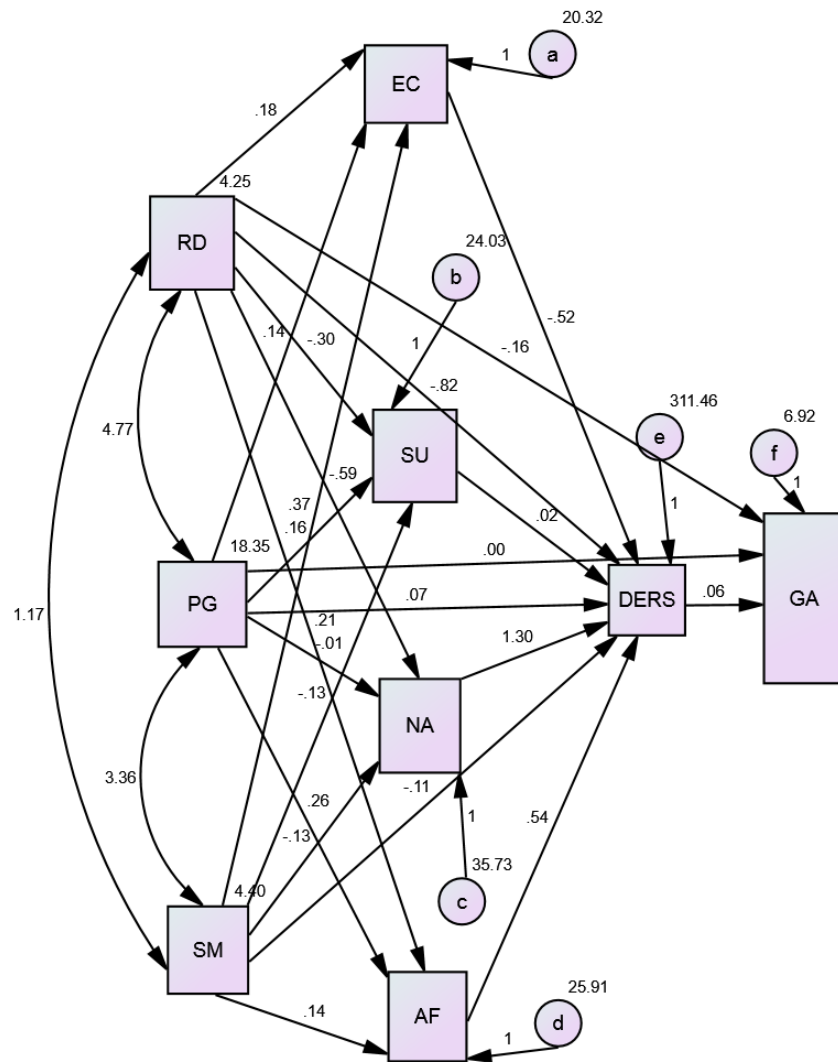 20.32
a
1
EC
.18
4.25
RD
24.03
b
.14
-.30
1
-.52
-.16
-.82
4.77
311.46
e
6.92
f
SU
-.59
1
.37
.16
1
.02
18.35
.00
PG
.07
DERS
.06
GA
1.17
.21
-.01
1.30
-.13
NA
3.36
-.11
.26
.54
-.13
1
35.73
4.40
c
SM
25.91
.14
AF
1
d